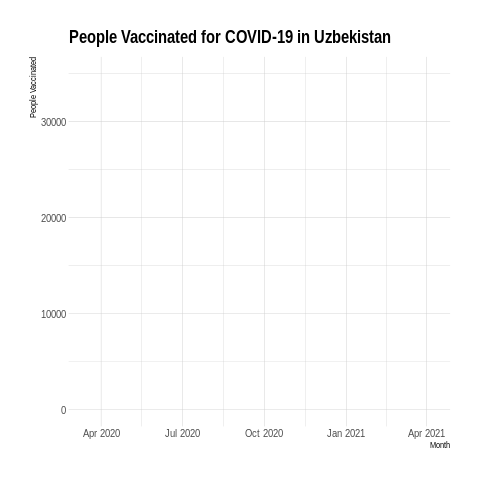 People Vaccinated for COVID-19 in Uzbekistan
People Vaccinated
30000
20000
10000
0
Apr 2020 Jul 2020 Oct 2020 Jan 2021 Apr 2021
Month